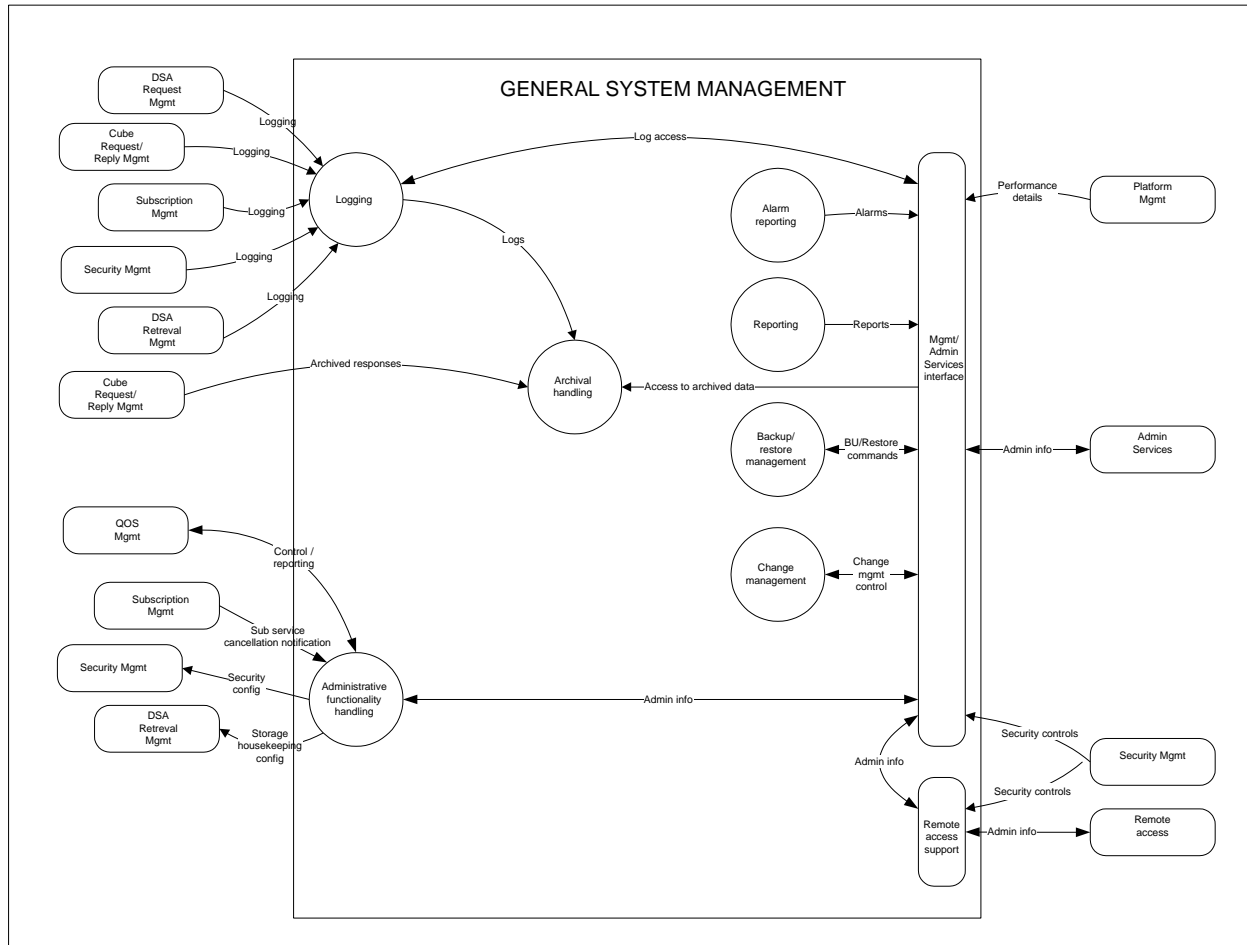 GENERAL SYSTEM MANAGEMENT
DSA
Request
Mgmt
Logging
Cube
Request/
Reply Mgmt
Logging
Subscription
Mgmt
Logging
Security Mgmt
Logging
DSA
Retreval Mgmt
Logging
Cube
Request/
Reply Mgmt
Archived responses
Logging
Logs
Log access
Archival
handling
Access to archived data
Alarm
reporting
Alarms
Reporting
Reports
Backup/
restore management
BU/Restore
commands
Change
management
Change
mgmt
control
Mgmt/
Admin
Services
interface
Performance
details
Platform
Mgmt
Admin info
Admin
Services
QOS
Mgmt
Control /
reporting
Subscription
Mgmt
Sub service
cancellation notification
Security Mgmt
Security
config
DSA
Retreval
Mgmt
Storage
housekeeping
config
Administrative
functionality
handling
Admin info
Admin info
Security controls
Security Mgmt
Security controls
Remote
access
support
Admin info
Remote
access